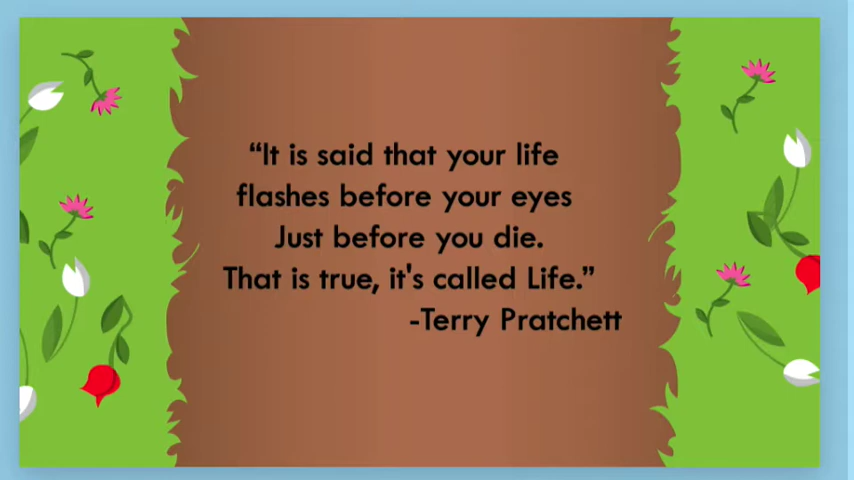 “It is said that your life
flashes before your eyes
Just before you die.
That is true, it's called Life.”
-Terry Pratchett